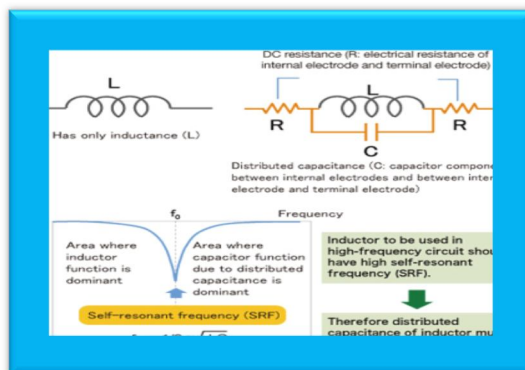 DC resistance (R: electrical resistance of
internal electrode and terminal electrode)
L
Has only inductance (L)
L
R
R
C
Distributed capacitance (C: capacitor compone
between internal electrodes and between inter
electrode and terminal electrode)
f₀
Frequency
Area where
inductor
function is
dominant
Area where
capacitor function
due to distributed
capacitance is
dominant
Self-resonant frequency (SRF)
Inductor to be used in
high-frequency circuit shou
have high self-resonant
frequency (SRF).
Therefore distributed
capacitance of inductor mu